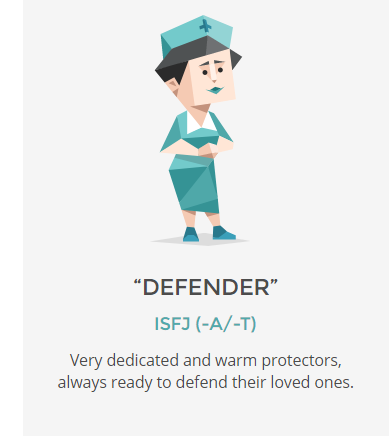 “DEFENDER”
ISFJ (-A/-T)
Very dedicated and warm protectors,
always ready to defend their loved ones.